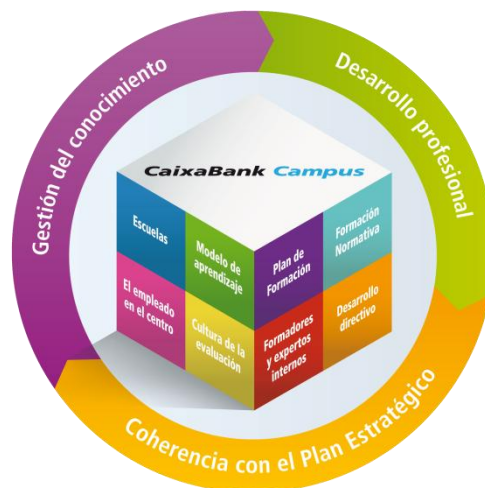 Gestión del conocimiento
Desarrollo profesional
CaixaBank Campus
Escuelas
Modelo de
aprendizaje
Plan de
Formación
Formación
Normativa
El empleado
en el centro
Cultura de la
evaluación
Formadores
y expertos
internos
Desarrollo
directivo
Coherencia con el Plan Estratégico